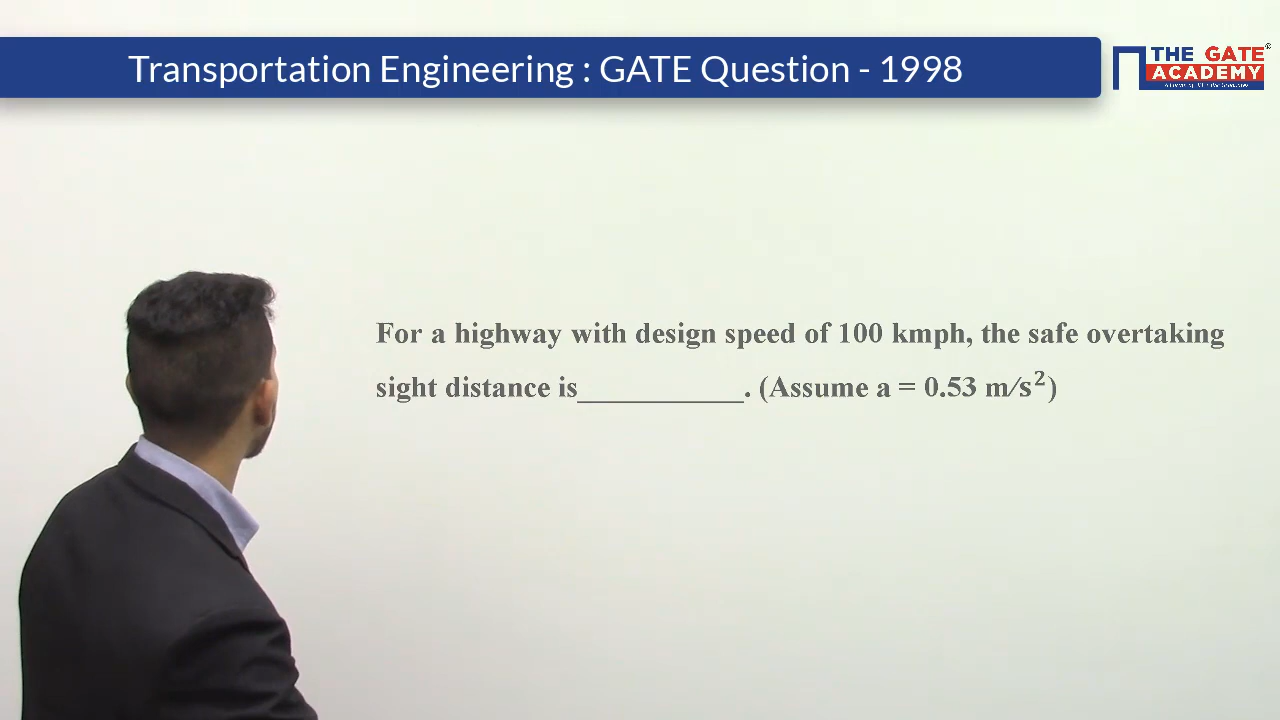 Transportation Engineering : GATE Question - 1998
THE GATE
ACADEMY
For a highway with design speed of 100 kmph, the safe overtaking
sight distance is___________. (Assume a = 0.53 m/s²)